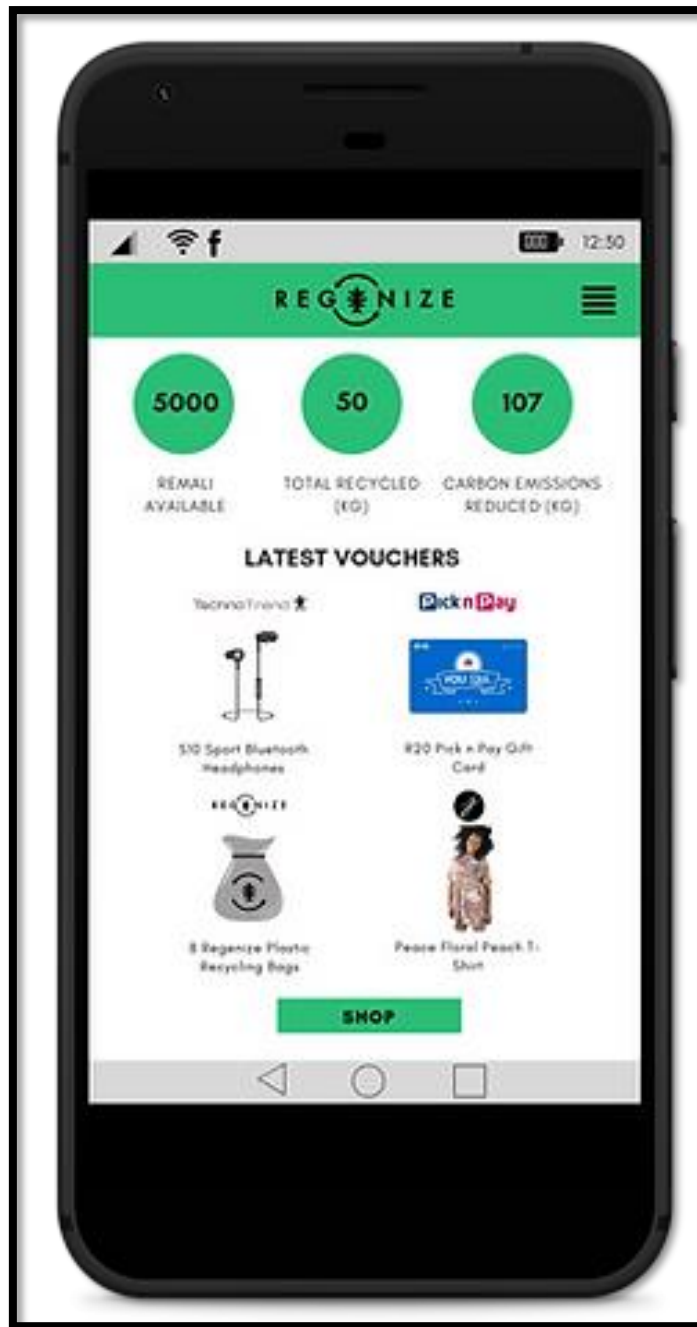 f
12:50
REGENIZE
5000
50
107
REMALI
AVAILABLE
TOTAL RECYCLED
(KG)
CARBON EMISSIONS
REDUCED (KG)
LATEST VOUCHERS
TechnoTrend
Pick n Pay
S10 Sport Bluetooth
Headphones
R20 Pick n Pay Gift
Card
REGENIZE
8 Regenize Plastic
Recycling Bags
Peace Floral Peach T-
Shirt
SHOP